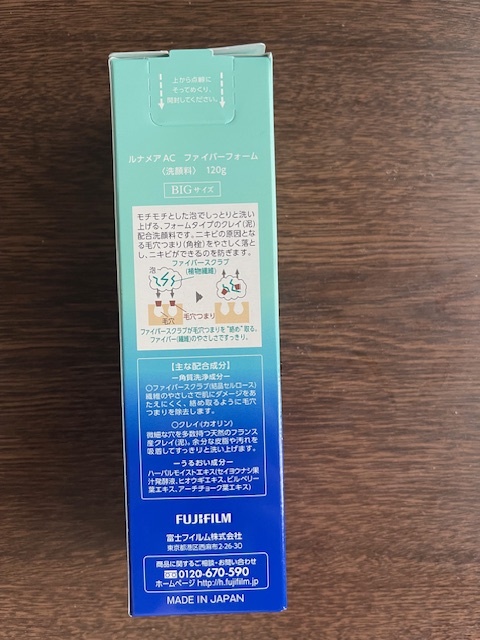 上から点線に
そってめくり、
開封してください。
ルナメアAC ファイバーフォーム
〈洗顔料〉 120g
BIGサイズ
モチモチとした泡でしっとりと洗い
上げる、フォームタイプのクレイ(泥)
配合洗顔料です。ニキビの原因とな
る毛穴つまり(角栓)をやさしく落と
し、ニキビができるのを防ぎます。
ファイバースクラブ
(植物繊維)
泡
毛穴
毛穴つまり
ファイバースクラブが毛穴つまりを“絡め”取る。
ファイバー(繊維)のやさしさですっきり。
【主な配合成分】
ー角質洗浄成分ー
○ファイバースクラブ(結晶セルロース)
繊維のやさしさで肌にダメージをあ
たえにくく、絡め取るように毛穴
つまりを除去します。
○クレイ(カオリン)
微細な穴を多数持つ天然のフランス
産クレイ(泥)。余分な皮脂や汚れを
吸着してすっきりと洗い上げます。
ーうるおい成分ー
ハーバルモイストエキス(セイヨウナシ果
汁発酵液、ヒオウギエキス、ビルベリー
葉エキス、アーチチョーク葉エキス)
FUJIFILM
富士フイルム株式会社
東京都港区西麻布2-26-30
商品に関するご相談・お問い合わせ
0120-670-590
ホームページ http://h.fujifilm.jp
MADE IN JAPAN